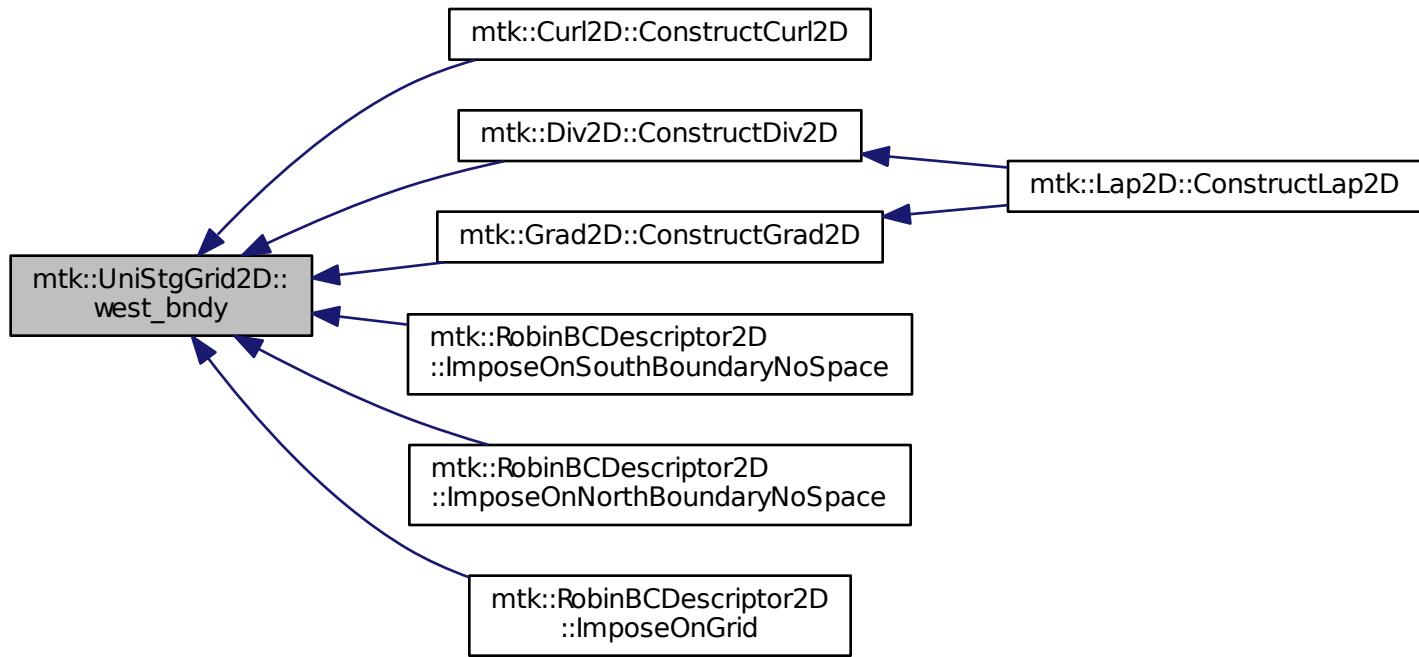 mtk::Curl2D::ConstructCurl2D
mtk::Div2D::ConstructDiv2D
mtk::Lap2D::ConstructLap2D
mtk::Grad2D::ConstructGrad2D
mtk::UniStgGrid2D::
west_bndy
mtk::RobinBCDescriptor2D
::ImposeOnSouthBoundaryNoSpace
mtk::RobinBCDescriptor2D
::ImposeOnNorthBoundaryNoSpace
mtk::RobinBCDescriptor2D
::ImposeOnGrid